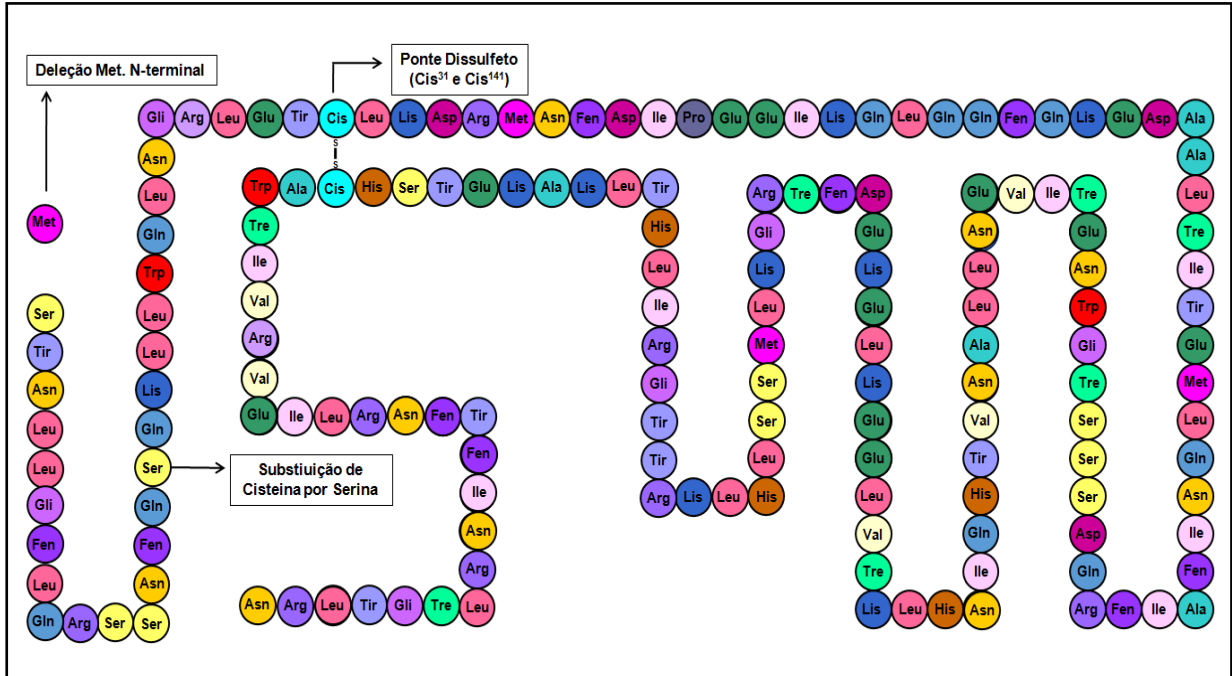 Deleção Met. N-terminal
Ponte Dissulfeto
(Cis³¹ e Cis¹⁴¹)
Met
Ser
Tir
Asn
Leu
Leu
Gli
Fen
Leu
Gln Arg Ser Ser
Asn
Fen
Gln
Ser
Substiuição de
Cisteina por Serina
Gln
Lis
Leu
Leu
Trp
Gln
Leu
Asn
Gli Arg Leu Glu Tir Cis Leu Lis Asp Arg Met Asn Fen Asp Ile Pro Glu Glu Ile Lis Gln Leu Gln Gln Fen Gln Lis Glu Asp Ala
Ala
Leu
Tre
Ile
Tir
Glu
Met
Leu
Gln
Asn
Ile
Fen
Arg Fen Ile Ala
Gln
Asp
Ser
Ser
Ser
Tre
Gli
Trp
Asn
Glu
Glu Val Ile Tre
Asn
Leu
Leu
Ala
Asn
Val
Tir
His
Gln
Ile
Lis Leu His Asn
Tre
Val
Leu
Glu
Glu
Lis
Leu
Glu
Lis
Glu
Arg Tre Fen Asp
Gli
Lis
Leu
Met
Ser
Ser
Leu
Arg Lis Leu His
Tir
Tir
Gli
Arg
Ile
Leu
His
Trp Ala Cis His Ser Tir Glu Lis Ala Lis Leu Tir
S
S
Tre
Ile
Val
Arg
Val
Glu Ile Leu Arg Asn Fen Tir
Fen
Ile
Asn
Arg
Asn Arg Leu Tir Gli Tre Leu